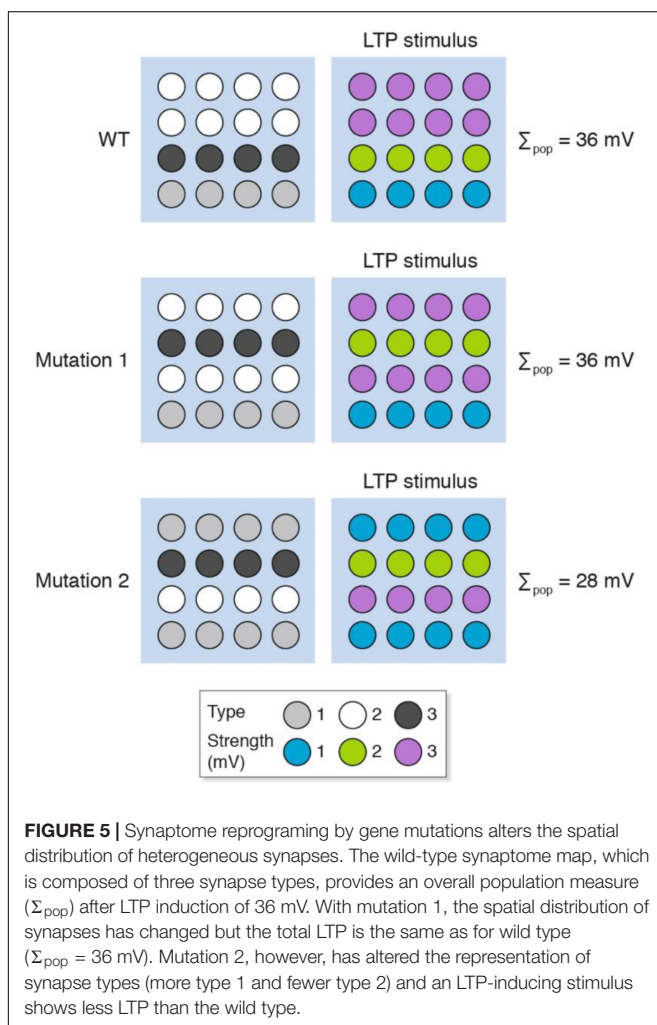 LTP stimulus
WT
Σpop = 36 mV
LTP stimulus
Mutation 1
Σpop = 36 mV
LTP stimulus
Mutation 2
Σpop = 28 mV
Type 1 2 3
Strength 1 2 3
(mV)
FIGURE 5 | Synaptome reprograming by gene mutations alters the spatial
distribution of heterogeneous synapses. The wild-type synaptome map, which
is composed of three synapse types, provides an overall population measure
(Σpop) after LTP induction of 36 mV. With mutation 1, the spatial distribution of
synapses has changed but the total LTP is the same as for wild type
(Σpop = 36 mV). Mutation 2, however, has altered the representation of
synapse types (more type 1 and fewer type 2) and an LTP-inducing stimulus
shows less LTP than the wild type.